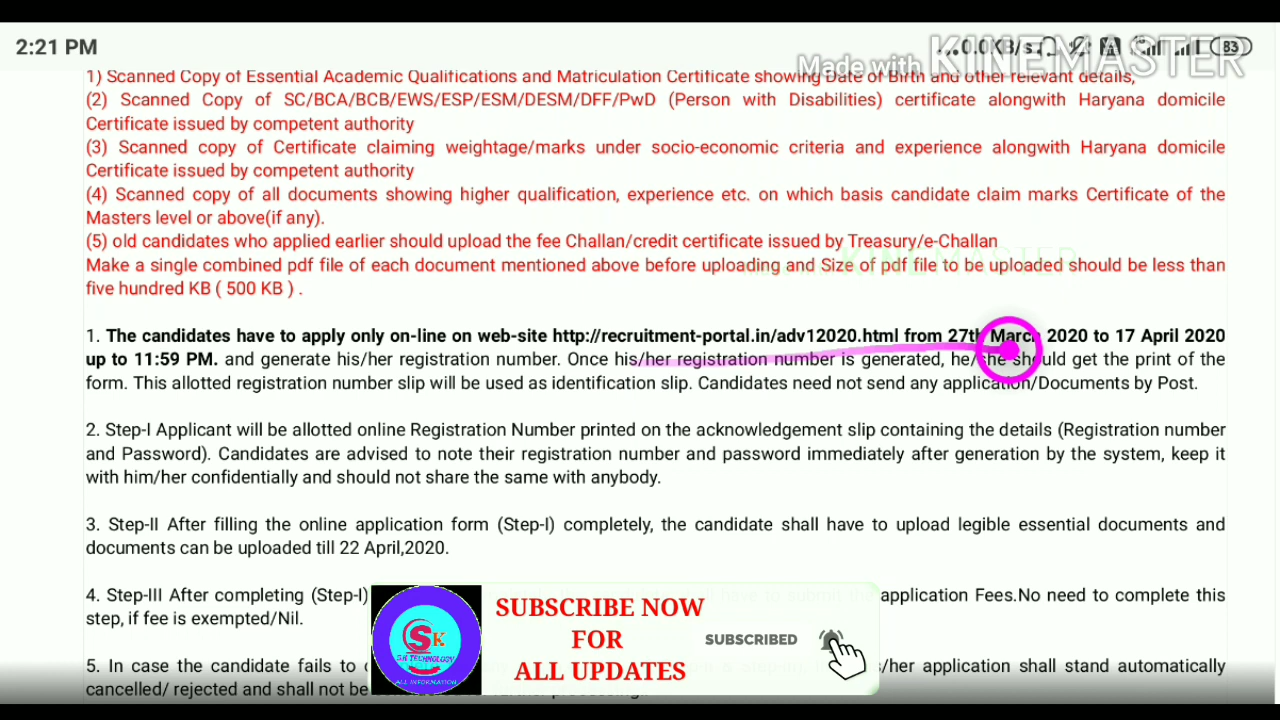 2:21 PM
...0.0KB/s 83
Made with KINEMASTER
1) Scanned Copy of Essential Academic Qualifications and Matriculation Certificate showing Date of Birth and other relevant details,
(2) Scanned Copy of SC/BCA/BCB/EWS/ESP/ESM/DESM/DFF/PwD (Person with Disabilities) certificate alongwith Haryana domicile
Certificate issued by competent authority
(3) Scanned copy of Certificate claiming weightage/marks under socio-economic criteria and experience alongwith Haryana domicile
Certificate issued by competent authority
(4) Scanned copy of all documents showing higher qualification, experience etc. on which basis candidate claim marks Certificate of the
Masters level or above(if any).
(5) old candidates who applied earlier should upload the fee Challan/credit certificate issued by Treasury/e-Challan
Make a single combined pdf file of each document mentioned above before uploading and Size of pdf file to be uploaded should be less than
five hundred KB ( 500 KB ) .
1. The candidates have to apply only on-line on web-site http://recruitment-portal.in/adv12020.html from 27th March 2020 to 17 April 2020
up to 11:59 PM. and generate his/her registration number. Once his/her registration number is generated, he/she should get the print of the
form. This allotted registration number slip will be used as identification slip. Candidates need not send any application/Documents by Post.
2. Step-I Applicant will be allotted online Registration Number printed on the acknowledgement slip containing the details (Registration number
and Password). Candidates are advised to note their registration number and password immediately after generation by the system, keep it
with him/her confidentially and should not share the same with anybody.
3. Step-II After filling the online application form (Step-I) completely, the candidate shall have to upload legible essential documents and
documents can be uploaded till 22 April,2020.
4. Step-III After completing (Step-I) application Fees.No need to complete this
step, if fee is exempted/Nil.
5. In case the candidate fails to /her application shall stand automatically
cancelled/ rejected and shall not be
SK
SK TECHNOLOGY
ALL INFORMATION
SUBSCRIBE NOW
FOR
ALL UPDATES
SUBSCRIBED